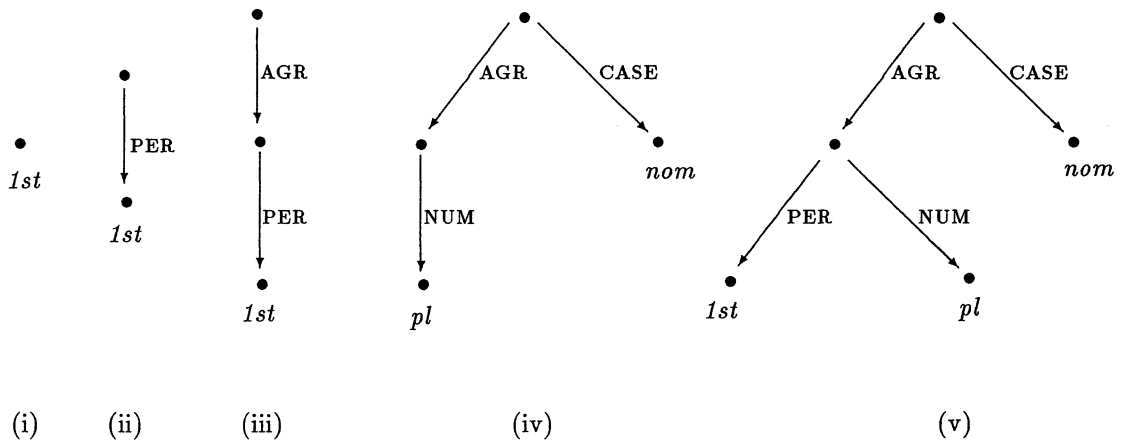 AGR AGR CASE AGR CASE
PER
1st nom nom
1st
PER NUM PER NUM
1st pl 1st pl
(i) (ii) (iii) (iv) (v)